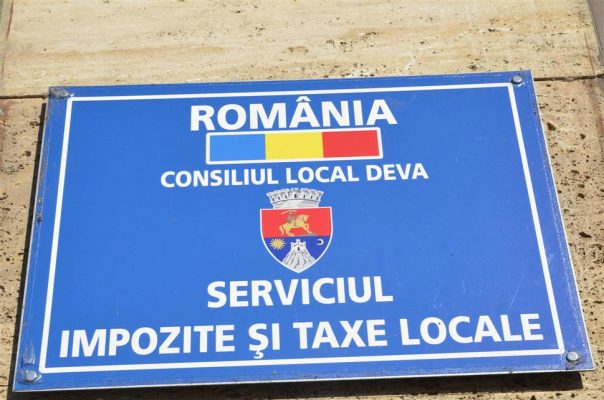 ROMÂNIA
CONSILIUL LOCAL DEVA
SERVICIUL
IMPOZITE ŞI TAXE LOCALE